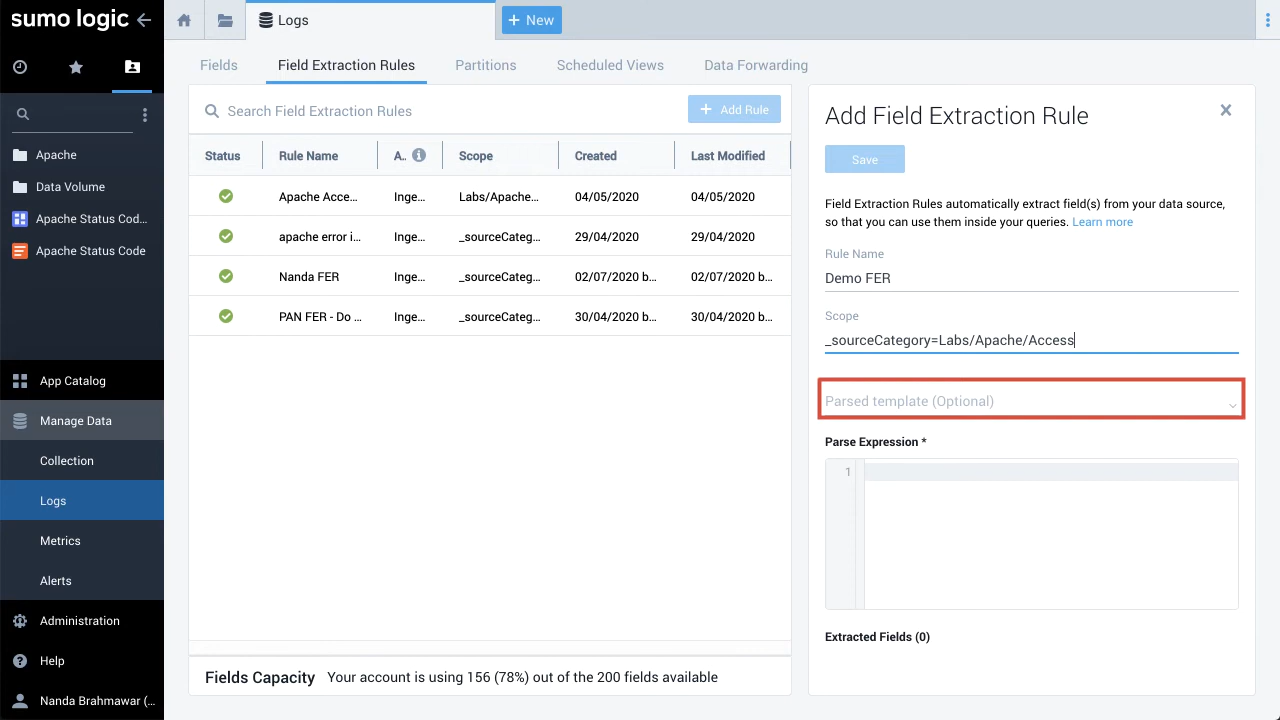 sumo logic
Logs
+ New
Fields
Field Extraction Rules
Partitions
Scheduled Views
Data Forwarding
Apache
Data Volume
Apache Status Cod...
Apache Status Code
App Catalog
Manage Data
Collection
Logs
Metrics
Alerts
Administration
Help
Nanda Brahmawar (...
Search Field Extraction Rules
+ Add Rule
Status Rule Name A.. Scope Created Last Modified
Apache Acce... Inge... Labs/Apache... 04/05/2020 04/05/2020
apache error i... Inge... _sourceCateg... 29/04/2020 29/04/2020
Nanda FER Inge... _sourceCateg... 02/07/2020 b... 02/07/2020 b...
PAN FER - Do ... Inge... _sourceCateg... 30/04/2020 b... 30/04/2020 b...
Fields Capacity Your account is using 156 (78%) out of the 200 fields available
Add Field Extraction Rule
Save
Field Extraction Rules automatically extract field(s) from your data source,
so that you can use them inside your queries. Learn more
Rule Name
Demo FER
Scope
_sourceCategory=Labs/Apache/Access
Parsed template (Optional)
Parse Expression *
1
Extracted Fields (0)